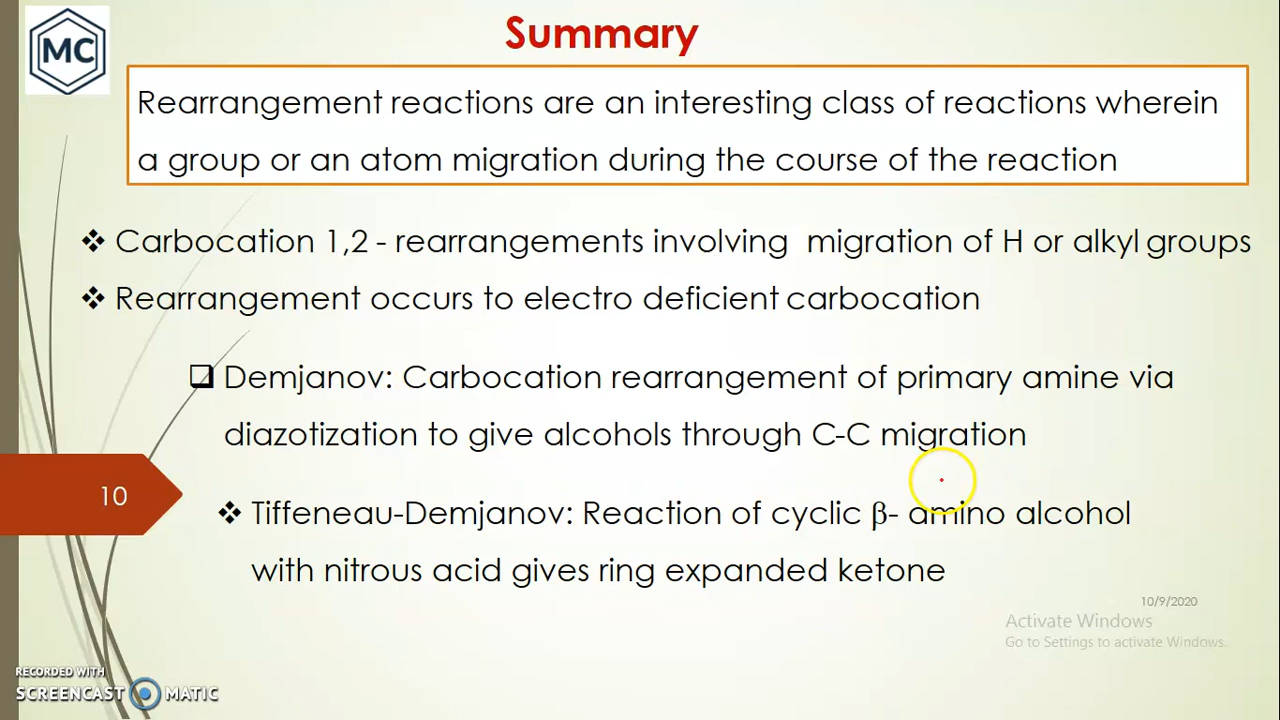 MC
Summary
Rearrangement reactions are an interesting class of reactions wherein
a group or an atom migration during the course of the reaction
❖ Carbocation 1,2 - rearrangements involving migration of H or alkyl groups
❖ Rearrangement occurs to electro deficient carbocation
❑ Demjanov: Carbocation rearrangement of primary amine via
diazotization to give alcohols through C-C migration
10
❖ Tiffeneau-Demjanov: Reaction of cyclic β- amino alcohol
with nitrous acid gives ring expanded ketone
10/9/2020
Activate Windows
Go to Settings to activate Windows.
RECORDED WITH
SCREENCAST MATIC